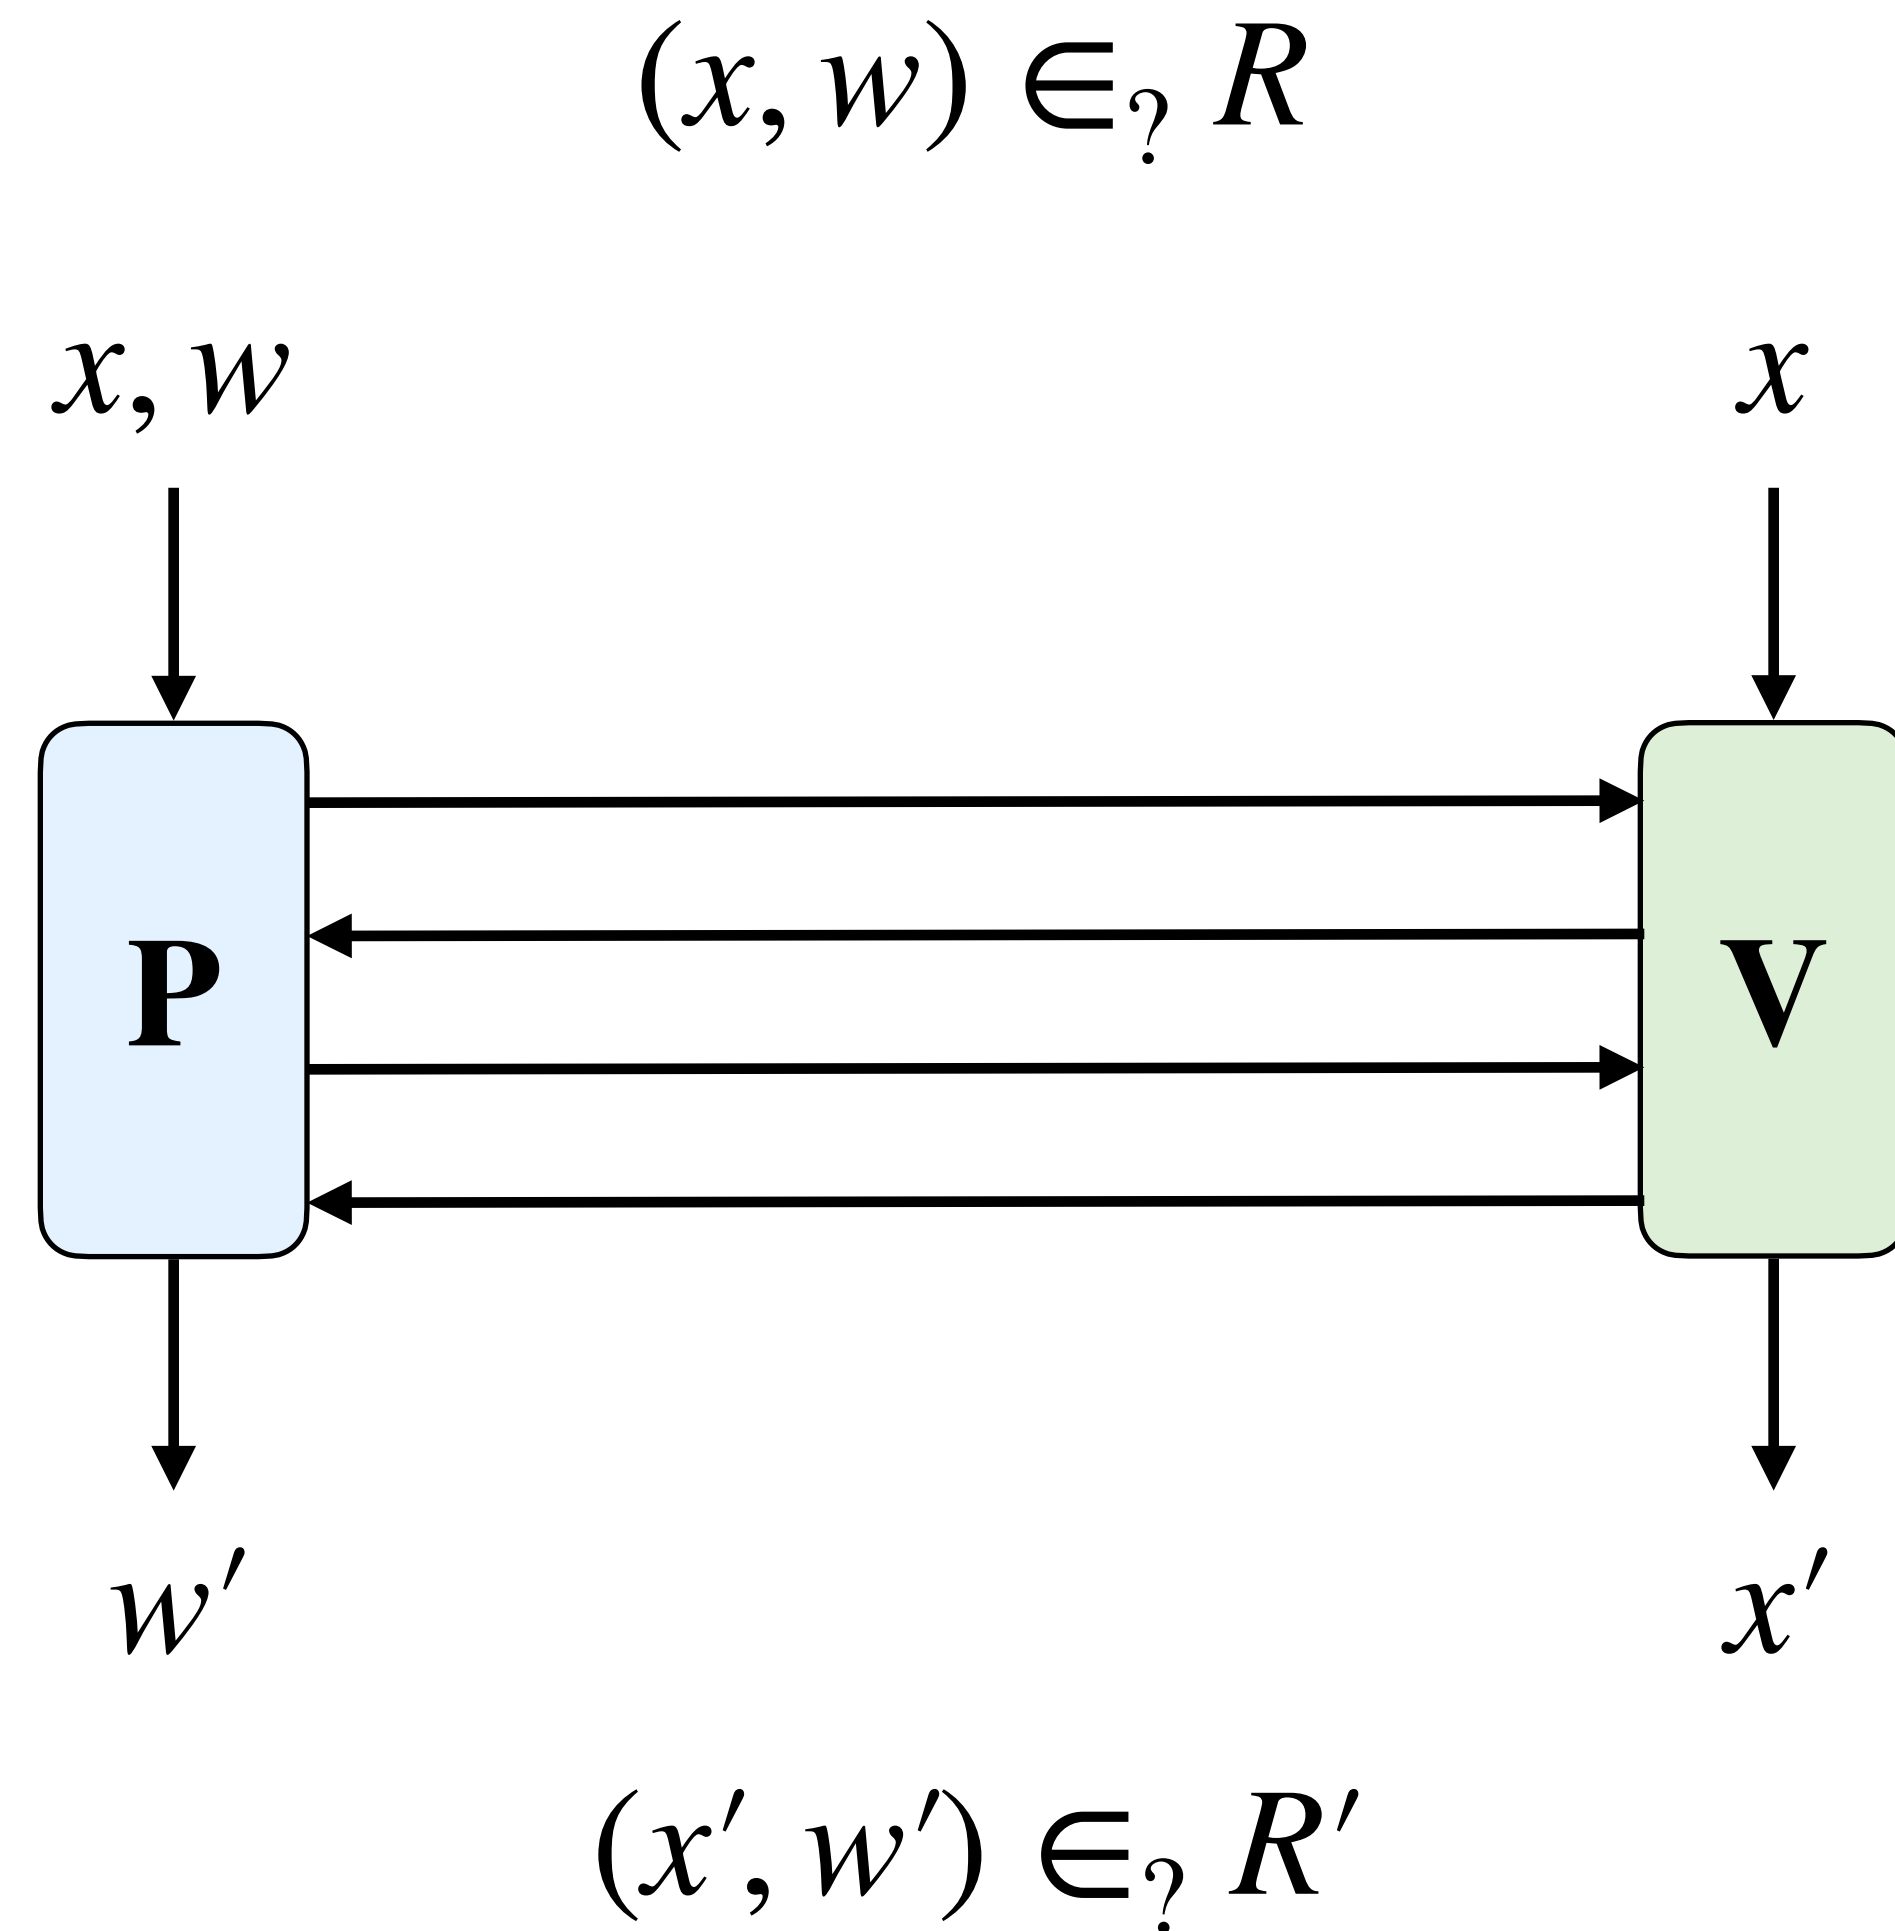 (x, w) ∈? R
x, w
x
P
V
w′
x′
(x′, w′) ∈? R′